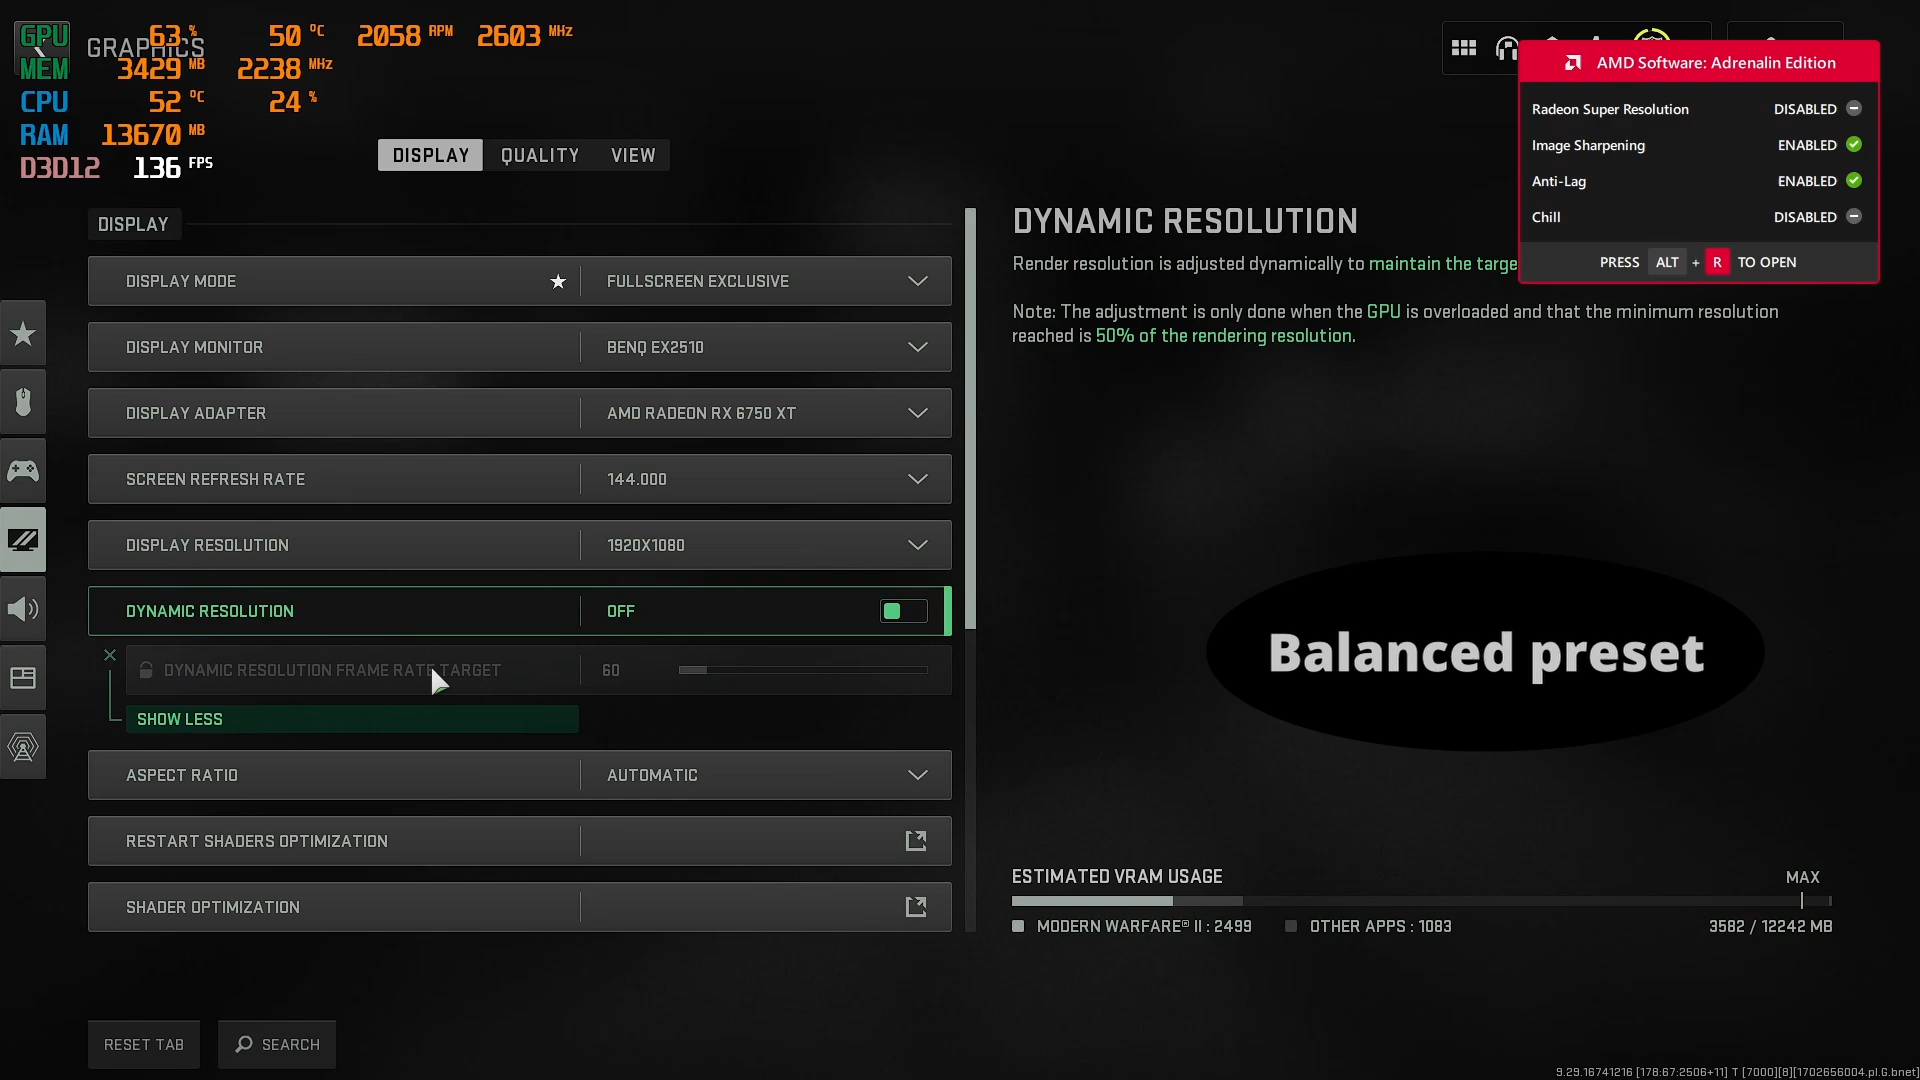 GPU 63 % 50 °C 2058 RPM 2603 MHz
GRAPHICS
MEM 3429 MB 2238 MHz
CPU 52 °C 24 %
RAM 13670 MB
D3D12 136 FPS
AMD Software: Adrenalin Edition
Radeon Super Resolution DISABLED
Image Sharpening ENABLED
Anti-Lag ENABLED
Chill DISABLED
PRESS ALT + R TO OPEN
DISPLAY QUALITY VIEW
DISPLAY
DISPLAY MODE FULLSCREEN EXCLUSIVE
DISPLAY MONITOR BENQ EX2510
DISPLAY ADAPTER AMD RADEON RX 6750 XT
SCREEN REFRESH RATE 144.000
DISPLAY RESOLUTION 1920X1080
DYNAMIC RESOLUTION OFF
DYNAMIC RESOLUTION FRAME RATE TARGET 60
SHOW LESS
ASPECT RATIO AUTOMATIC
RESTART SHADERS OPTIMIZATION
SHADER OPTIMIZATION
DYNAMIC RESOLUTION
Render resolution is adjusted dynamically to maintain the targe
Note: The adjustment is only done when the GPU is overloaded and that the minimum resolution
reached is 50% of the rendering resolution.
Balanced preset
ESTIMATED VRAM USAGE MAX
MODERN WARFARE® II : 2499 OTHER APPS : 1083 3582 / 12242 MB
RESET TAB SEARCH
9.29.16741216 [178:67:2506+11] T [7000][8][1702656004.pl.G.bnet]